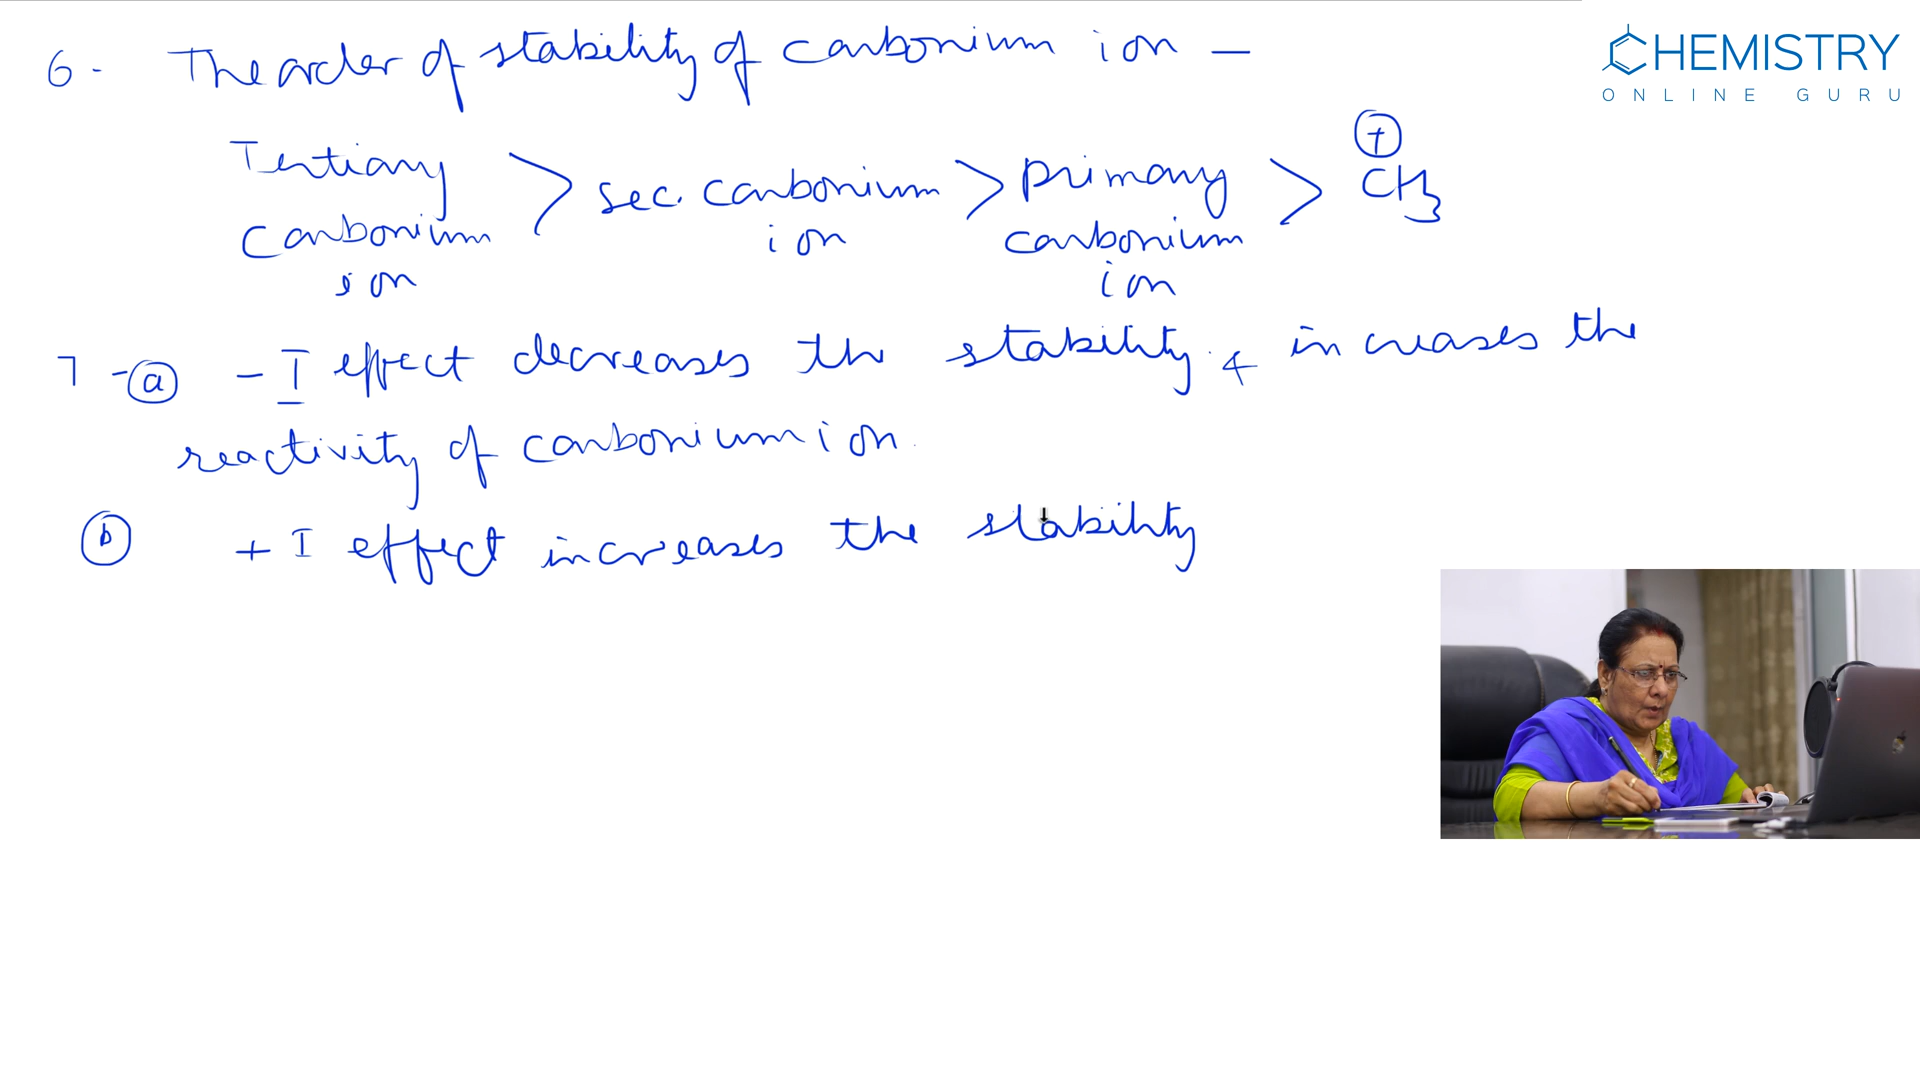 6 - The order of stability of carbonium ion –
CHEMISTRY
ONLINE GURU
Tertiary carbonium ion > sec. carbonium ion > primary carbonium ion > ⊕CH3
7 - ⓐ - I effect decreases the stability & increases the
reactivity of carbonium ion.
ⓑ + I effect increases the stability